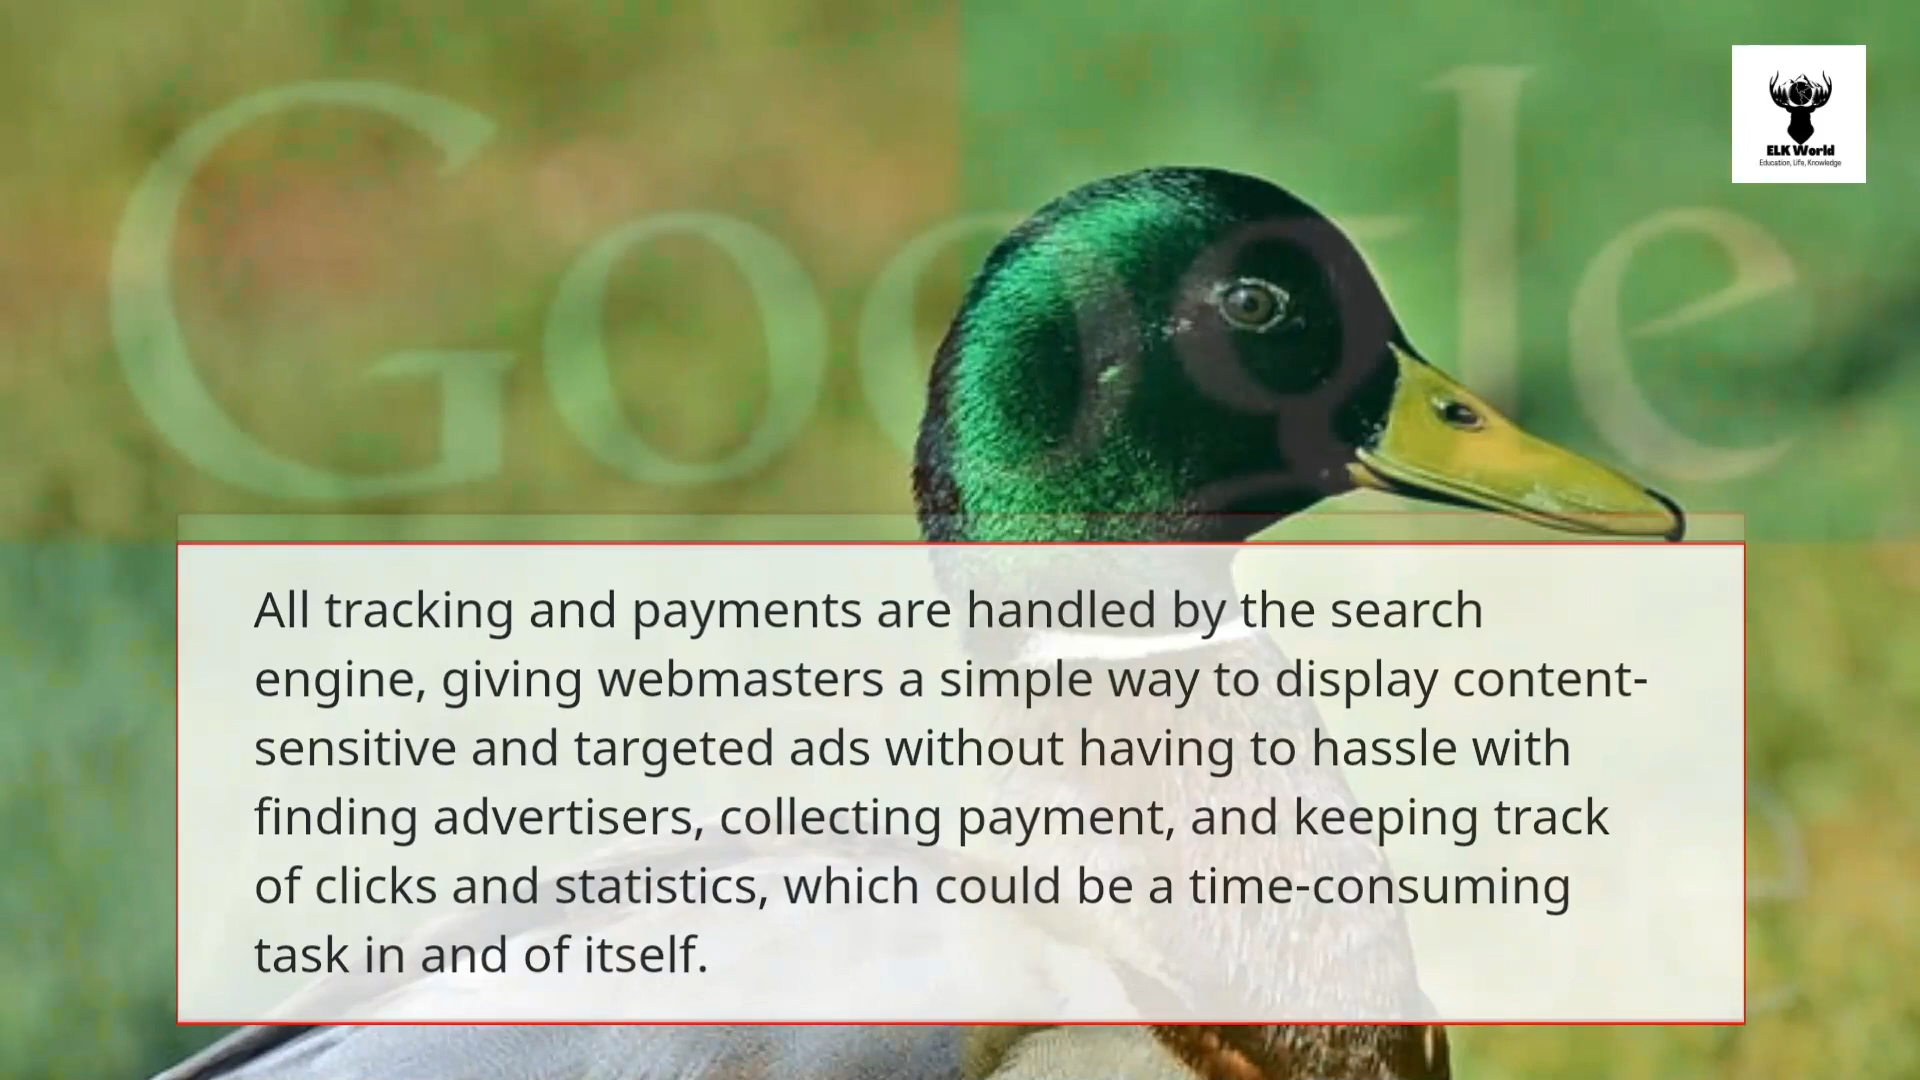 Google
ELK World
Education, Life, Knowledge
All tracking and payments are handled by the search
engine, giving webmasters a simple way to display content-
sensitive and targeted ads without having to hassle with
finding advertisers, collecting payment, and keeping track
of clicks and statistics, which could be a time-consuming
task in and of itself.